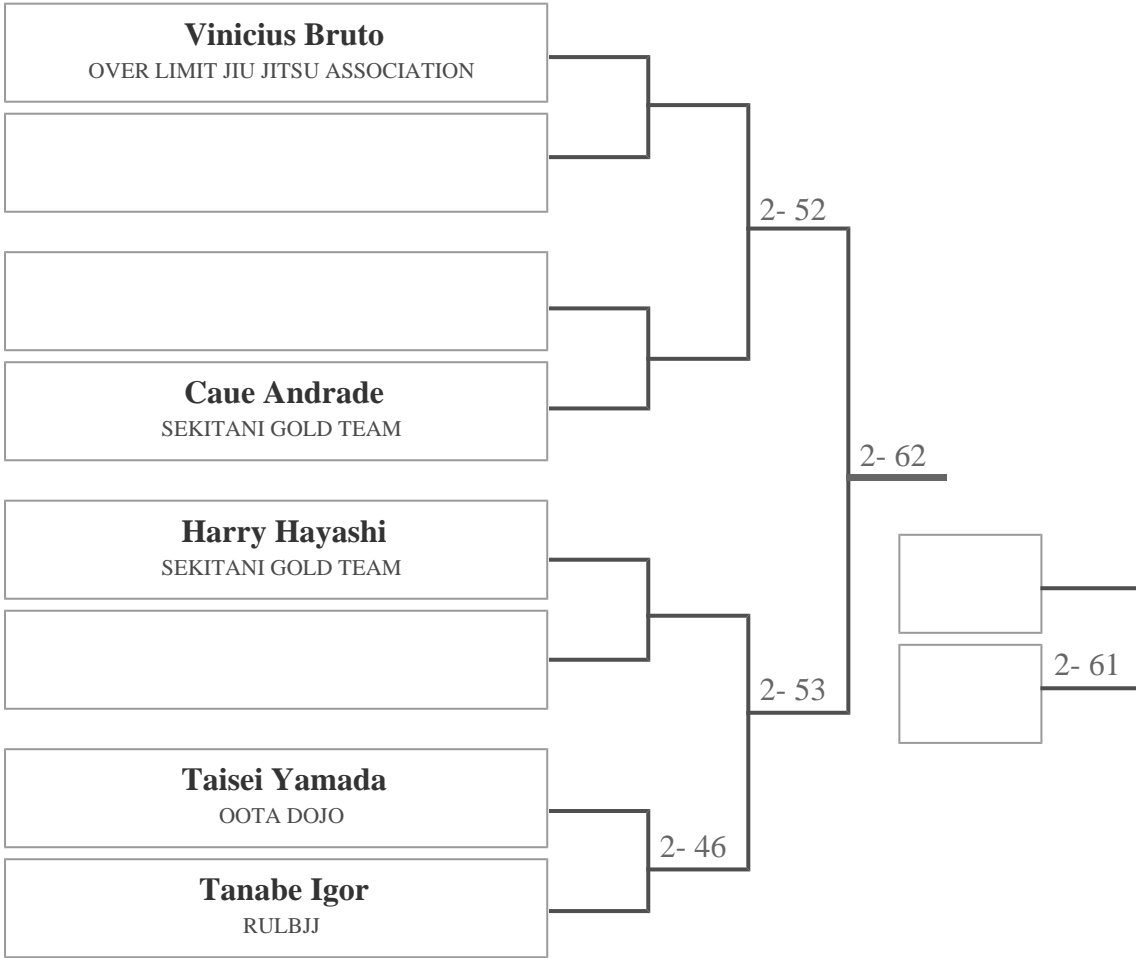 Vinicius Bruto
OVER LIMIT JIU JITSU ASSOCIATION
2- 52
Caue Andrade
SEKITANI GOLD TEAM
2- 62
Harry Hayashi
SEKITANI GOLD TEAM
2- 61
2- 53
Taisei Yamada
OOTA DOJO
2- 46
Tanabe Igor
RULBJJ